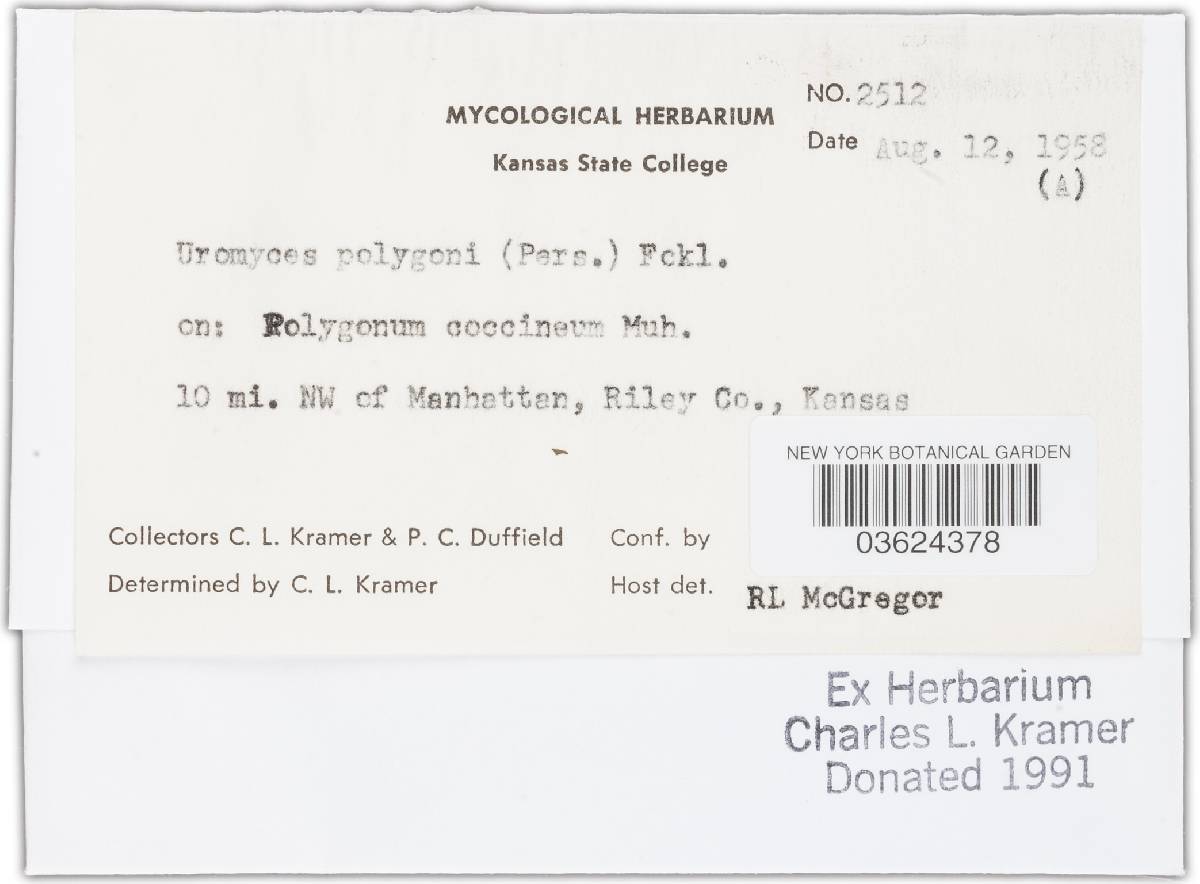 MYCOLOGICAL HERBARIUM
Kansas State College
NO. 2512
Date Aug. 12, 1958
(A)
Uromyces polygoni (Pers.) Fckl.
on: Polygonum coccineum Muh.
10 mi. NW of Manhattan, Riley Co., Kansas
NEW YORK BOTANICAL GARDEN
03624378
Collectors C. L. Kramer & P. C. Duffield
Conf. by
Determined by C. L. Kramer
Host det. RL McGregor
Ex Herbarium
Charles L. Kramer
Donated 1991